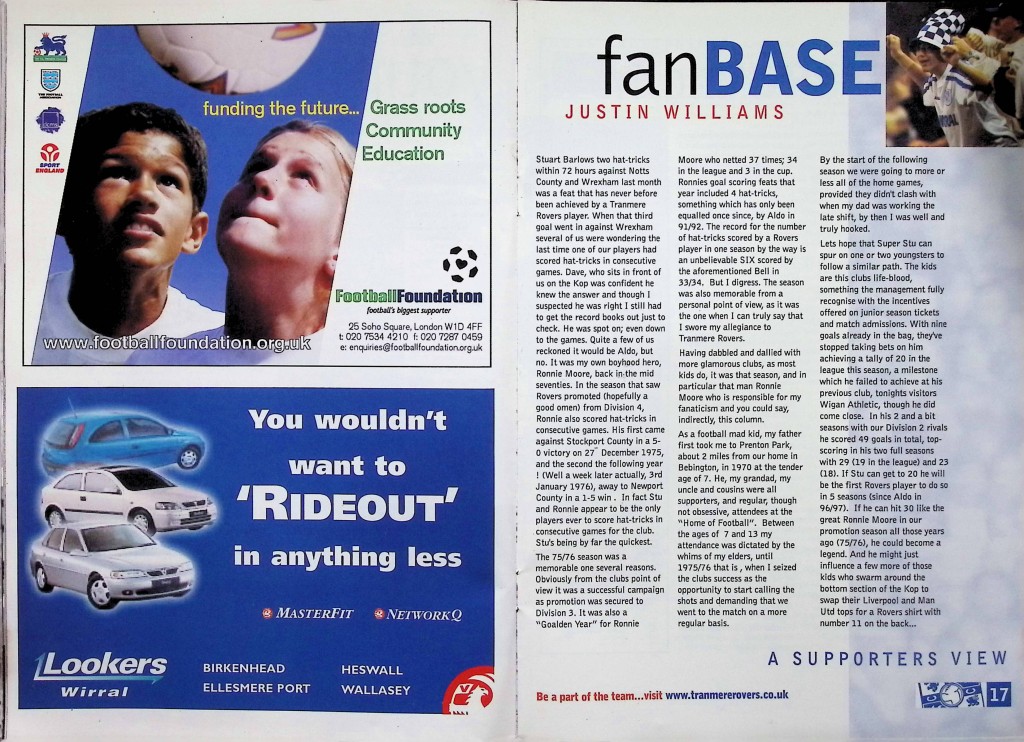 funding the future... Grass roots
Community
Education
SPORT
ENGLAND
FootballFoundation
football's biggest supporter
25 Soho Square, London W1D 4FF
t: 020 7534 4210 f: 020 7287 0459
e: enquiries@footballfoundation.org.uk
www.footballfoundation.org.uk
You wouldn't
want to
'RIDEOUT'
in anything less
MASTERFIT NETWORKQ
Lookers
Wirral
BIRKENHEAD HESWALL
ELLESMERE PORT WALLASEY
fanBASE
JUSTIN WILLIAMS
Stuart Barlows two hat-tricks
within 72 hours against Notts
County and Wrexham last month
was a feat that has never before
been achieved by a Tranmere
Rovers player. When that third
goal went in against Wrexham
several of us were wondering the
last time one of our players had
scored hat-tricks in consecutive
games. Dave, who sits in front of
us on the Kop was confident he
knew the answer and though I
suspected he was right I still had
to get the record books out just to
check. He was spot on; even down
to the games. Quite a few of us
reckoned it would be Aldo, but
no. It was my own boyhood hero,
Ronnie Moore, back in the mid
seventies. In the season that saw
Rovers promoted (hopefully a
good omen) from Division 4,
Ronnie also scored hat-tricks in
consecutive games. His first came
against Stockport County in a 5-
0 victory on 27" December 1975,
and the second the following year
! (Well a week later actually, 3rd
January 1976), away to Newport
County in a 1-5 win . In fact Stu
and Ronnie appear to be the only
players ever to score hat-tricks in
consecutive games for the club.
Stu's being by far the quickest.
The 75/76 season was a
memorable one several reasons.
Obviously from the clubs point of
view it was a successful campaign
as promotion was secured to
Division 3. It was also a
"Goalden Year" for Ronnie
Moore who netted 37 times; 34
in the league and 3 in the cup.
Ronnies goal scoring feats that
year included 4 hat-tricks,
something which has only been
equalled once since, by Aldo in
91/92. The record for the number
of hat-tricks scored by a Rovers
player in one season by the way is
an unbelievable SIX scored by
the aforementioned Bell in
33/34. But I digress. The season
was also memorable from a
personal point of view, as it was
the one when I can truly say that
I swore my allegiance to
Tranmere Rovers.
Having dabbled and dallied with
more glamorous clubs, as most
kids do, it was that season, and in
particular that man Ronnie
Moore who is responsible for my
fanaticism and you could say,
indirectly, this column.
As a football mad kid, my father
first took me to Prenton Park,
about 2 miles from our home in
Bebington, in 1970 at the tender
age of 7. He, my grandad, my
uncle and cousins were all
supporters, and regular, though
not obsessive, attendees at the
"Home of Football". Between
the ages of 7 and 13 my
attendance was dictated by the
whims of my elders, until
1975/76 that is , when I seized
the clubs success as the
opportunity to start calling the
shots and demanding that we
went to the match on a more
regular basis.
By the start of the following
season we were going to more or
less all of the home games,
provided they didn't clash with
when my dad was working the
late shift, by then I was well and
truly hooked.
Lets hope that Super Stu can
spur on one or two youngsters to
follow a similar path. The kids
are this clubs life-blood,
something the management fully
recognise with the incentives
offered on junior season tickets
and match admissions. With nine
goals already in the bag, they've
stopped taking bets on him
achieving a tally of 20 in the
league this season, a milestone
which he failed to achieve at his
previous club, tonights visitors
Wigan Athletic, though he did
come close. In his 2 and a bit
seasons with our Division 2 rivals
he scored 49 goals in total, top-
scoring in his two full seasons
with 29 (19 in the league) and 23
(18). If Stu can get to 20 he will
be the first Rovers player to do so
in 5 seasons (since Aldo in
96/97). If he can hit 30 like the
great Ronnie Moore in our
promotion season all those years
ago (75/76), he could become a
legend. And he might just
influence a few more of those
kids who swarm around the
bottom section of the Kop to
swap their Liverpool and Man
Utd tops for a Rovers shirt with
number 11 on the back...
A SUPPORTERS VIEW
Be a part of the team...visit www.tranmererovers.co.uk
17